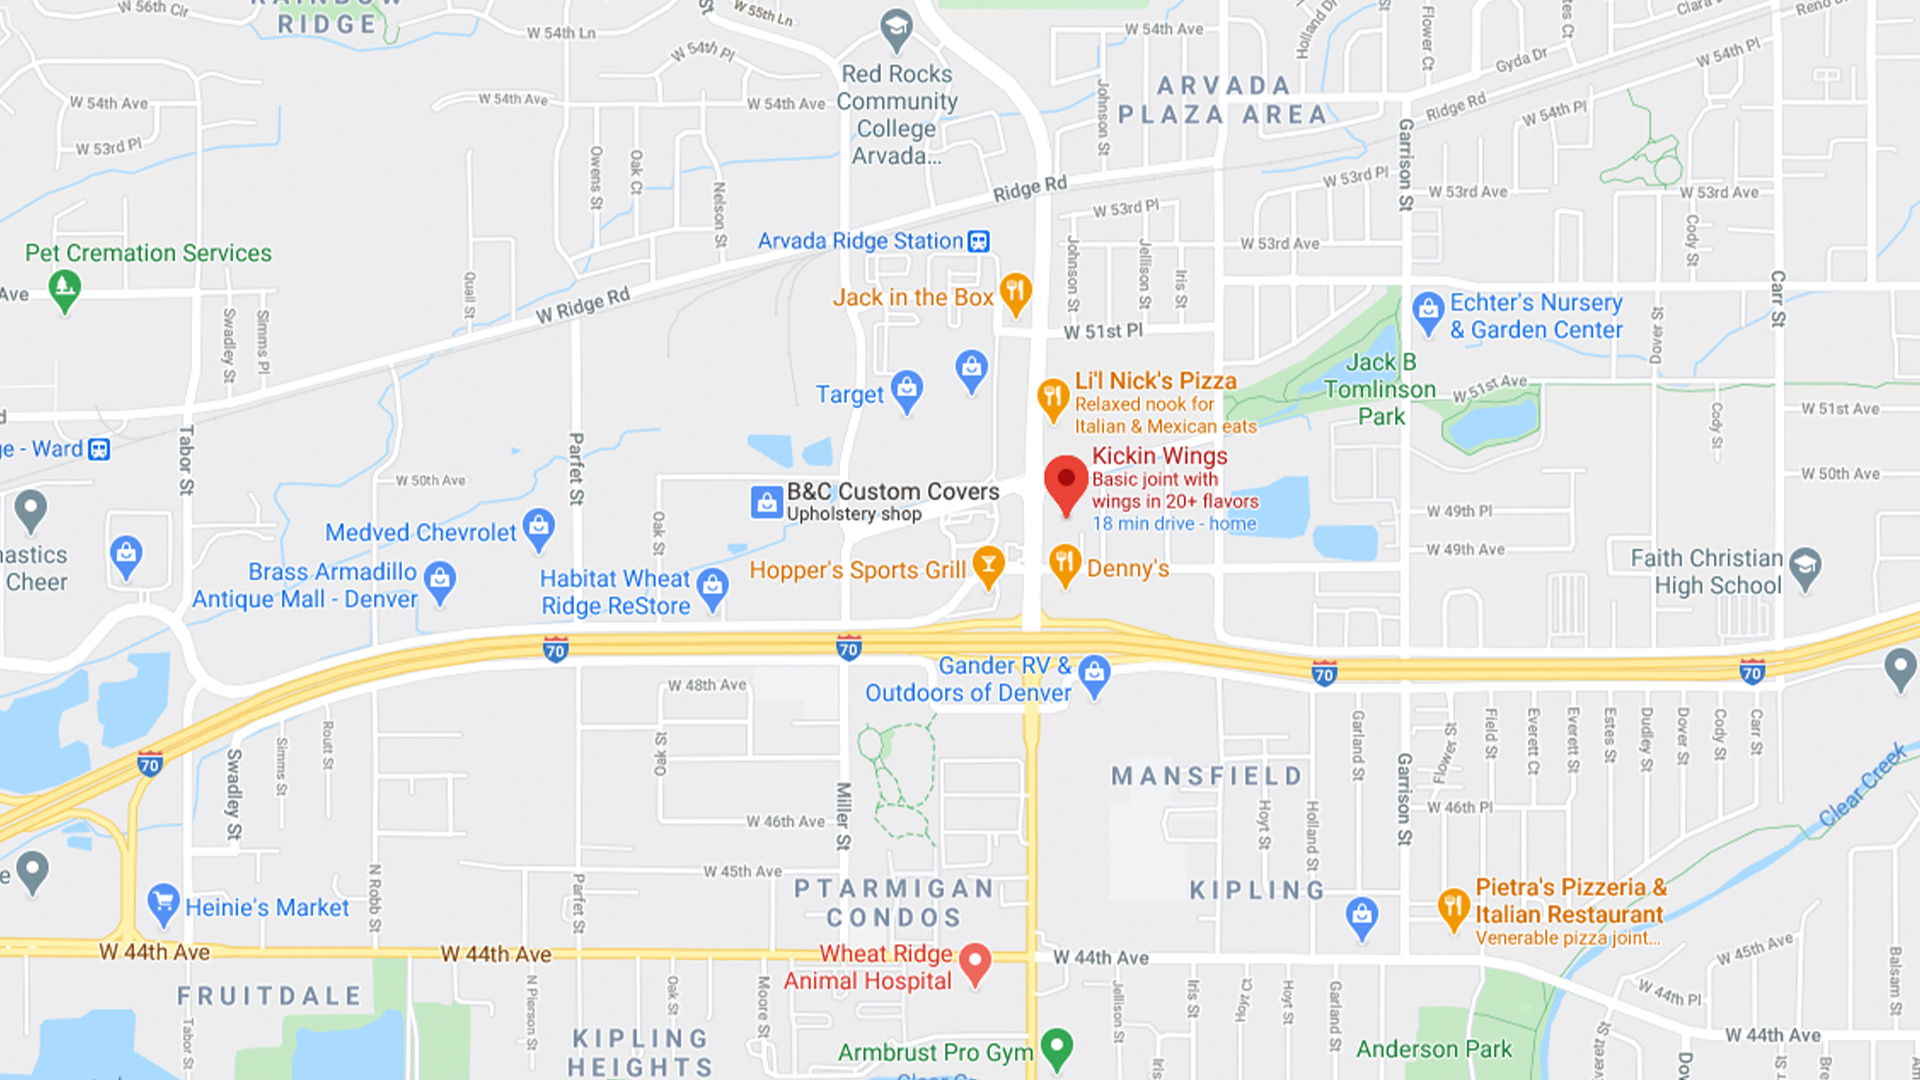 W 56th Cir
RAINBOW
RIDGE
W 54th Ln
W 55th Ln
St
W 54th Pl
W 54th Ave
W 54th Ave
W 54th Ave
W 53rd Pl
Red Rocks
Community
College
Arvada...
W 54th Ave
ARVADA
PLAZA AREA
Johnson St
Holland Dr
St
Flower Ct
Gyda Dr
Ridge Rd
W 54th Pl
W 54th Pl
Reno Dr
Owens St
Oak Ct
Nelson St
Ridge Rd
W 53rd Pl
W 53rd Pl
Garrison St
W 53rd Ave
W 53rd Ave
W 53rd Ave
Cody St
Pet Cremation Services
Ave
Arvada Ridge Station
Jack in the Box
Johnson St
Jellison St
Iris St
Quail St
W Ridge Rd
Swadley St
Simms Pl
W 51st Pl
Echter's Nursery
& Garden Center
Dover St
Carr St
Target
Li'l Nick's Pizza
Relaxed nook for
Italian & Mexican eats
Jack B
Tomlinson
Park
W 51st Ave
W 51st Ave
Cody St
ge - Ward
Tabor St
Parfet St
W 50th Ave
W 50th Ave
Kickin Wings
Basic joint with
wings in 20+ flavors
18 min drive - home
B&C Custom Covers
Upholstery shop
Oak St
W 49th Pl
W 49th Ave
nastics
Cheer
Medved Chevrolet
Brass Armadillo
Antique Mall - Denver
Habitat Wheat
Ridge ReStore
Hopper's Sports Grill
Denny's
Faith Christian
High School
70
70
70
70
70
Gander RV &
Outdoors of Denver
W 48th Ave
Oak St
Swadley St
Simms St
Routt St
Miller St
W 46th Ave
W 45th Ave
N Robb St
Parfet St
MANSFIELD
KIPLING
Hoyt St
Holland St
Garland St
Garrison St
Flower St
Field St
Everett Ct
Everett St
Estes St
Dudley St
Dover St
Cody St
Carr St
W 46th Pl
Clear Creek
PTARMIGAN
CONDOS
e
Heinie's Market
Pietra's Pizzeria &
Italian Restaurant
Venerable pizza joint...
W 44th Ave
W 44th Ave
W 44th Ave
Wheat Ridge
Animal Hospital
FRUITDALE
Tabor St
N Pierson St
Oak St
Moore St
KIPLING
HEIGHTS
Armbrust Pro Gym
Jellison St
Iris St
Iris
Hoyt Ct
Hoyt St
Garland St
Anderson Park
W 45th Ave
W 44th Pl
W 44th Ave
Balsam St